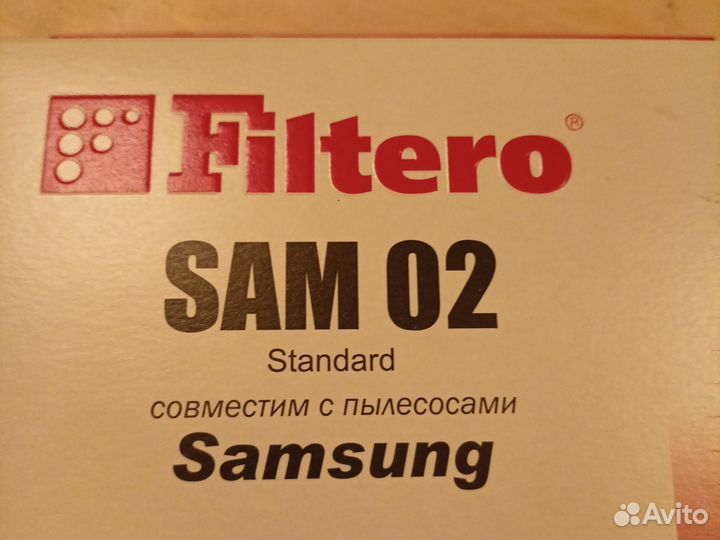 Filtero®
SAM 02
Standard
совместим с пылесосами
Samsung
Avito